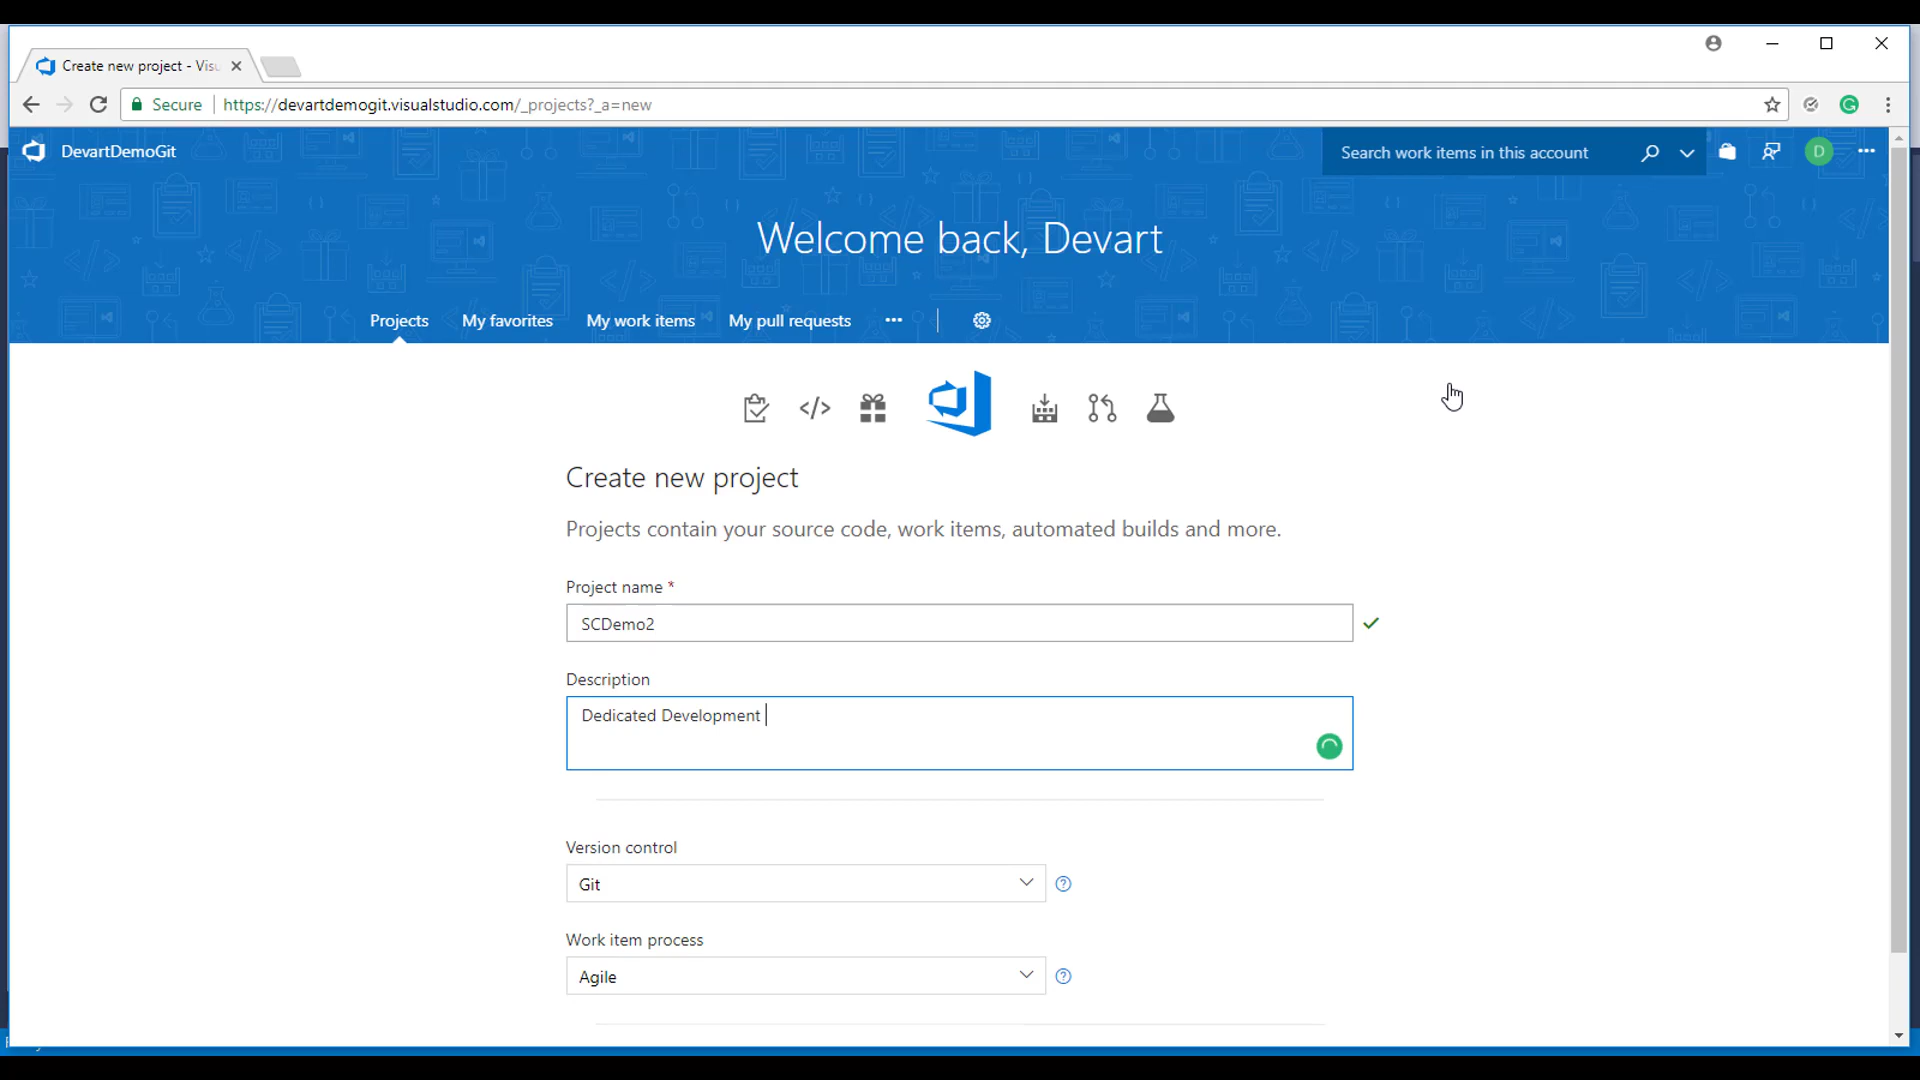 Create new project - Visu
Secure
https://devartdemogit.visualstudio.com/_projects?_a=new
DevartDemoGit
Search work items in this account
D
Welcome back, Devart
Projects
My favorites
My work items
My pull requests
Create new project
Projects contain your source code, work items, automated builds and more.
Project name *
SCDemo2
Description
Dedicated Development
Version control
Git
Work item process
Agile